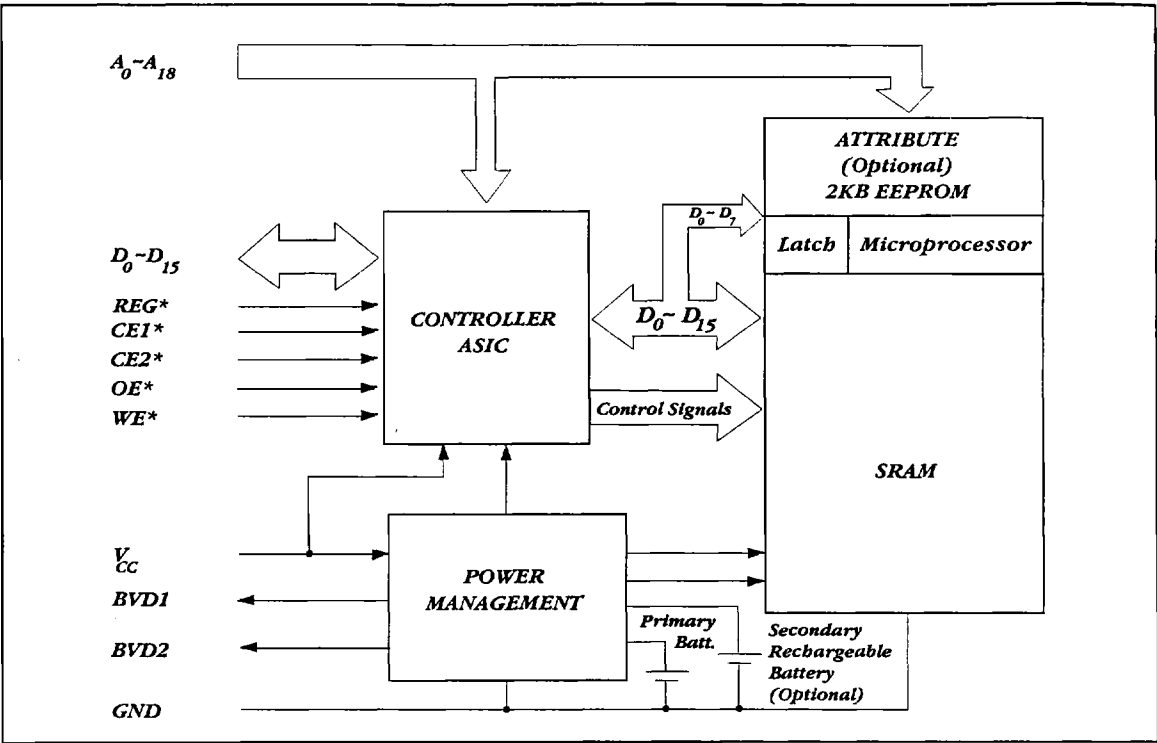 A0~A18
ATTRIBUTE
(Optional)
2KB EEPROM
D0~D7
Latch
Microprocessor
D0~D15
REG*
CE1*
CE2*
OE*
WE*
CONTROLLER
ASIC
D0~D15
Control Signals
SRAM
VCC
BVD1
BVD2
GND
POWER
MANAGEMENT
Primary
Batt.
Secondary
Rechargeable
Battery
(Optional)